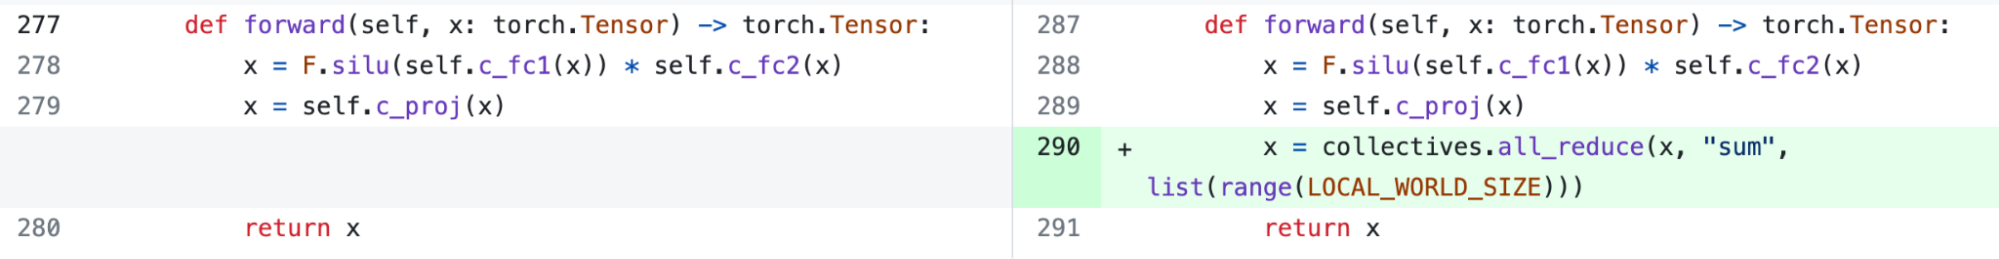 277 def forward(self, x: torch.Tensor) -> torch.Tensor:
278 x = F.silu(self.c_fc1(x)) * self.c_fc2(x)
279 x = self.c_proj(x)
280 return x
287 def forward(self, x: torch.Tensor) -> torch.Tensor:
288 x = F.silu(self.c_fc1(x)) * self.c_fc2(x)
289 x = self.c_proj(x)
290 + x = collectives.all_reduce(x, "sum",
list(range(LOCAL_WORLD_SIZE)))
291 return x